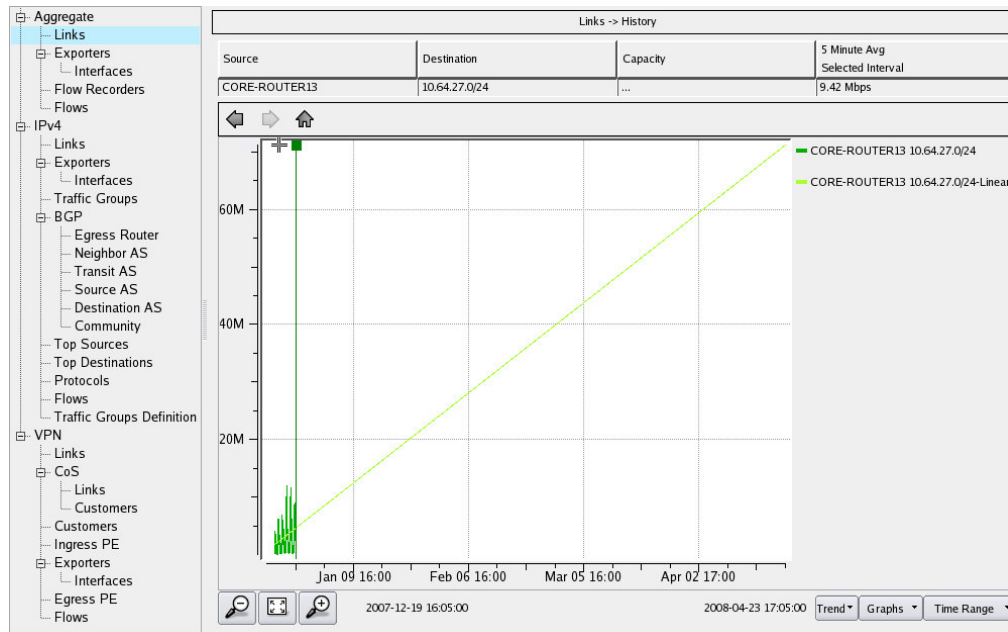 Aggregate
Links
Exporters
Interfaces
Flow Recorders
Flows
IPv4
Links
Exporters
Interfaces
Traffic Groups
BGP
Egress Router
Neighbor AS
Transit AS
Source AS
Destination AS
Community
Top Sources
Top Destinations
Protocols
Flows
Traffic Groups Definition
VPN
Links
CoS
Links
Customers
Customers
Ingress PE
Exporters
Interfaces
Egress PE
Flows
Links -> History
Source Destination Capacity 5 Minute Avg
Selected Interval
CORE-ROUTER13 10.64.27.0/24 ... 9.42 Mbps
CORE-ROUTER13 10.64.27.0/24
CORE-ROUTER13 10.64.27.0/24-Linear
60M
40M
20M
Jan 09 16:00 Feb 06 16:00 Mar 05 16:00 Apr 02 17:00
2007-12-19 16:05:00 2008-04-23 17:05:00 Trend Graphs Time Range